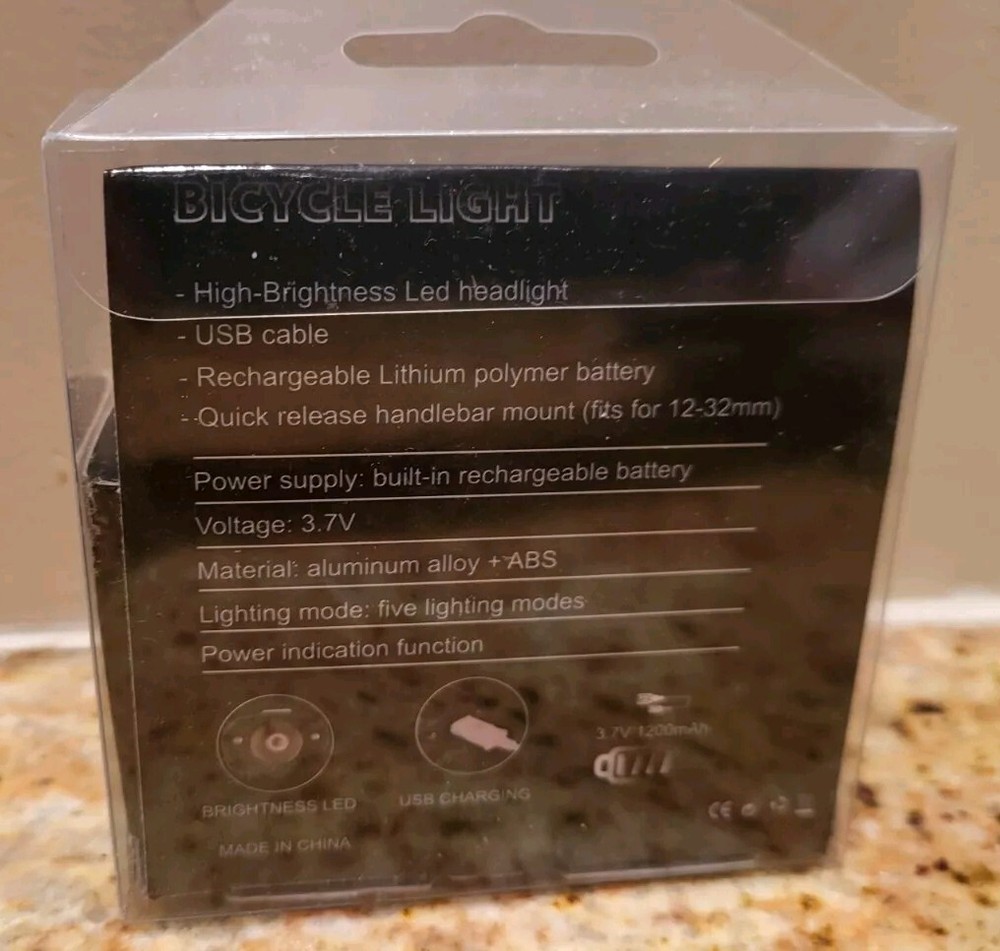 BICYCLE LIGHT
- High-Brightness Led headlight
- USB cable
- Rechargeable Lithium polymer battery
- Quick release handlebar mount (fits for 12-32mm)
Power supply: built-in rechargeable battery
Voltage: 3.7V
Material: aluminum alloy + ABS
Lighting mode: five lighting modes
Power indication function
3.7V 1200mAh
BRIGHTNESS LED
USB CHARGING
CE
MADE IN CHINA